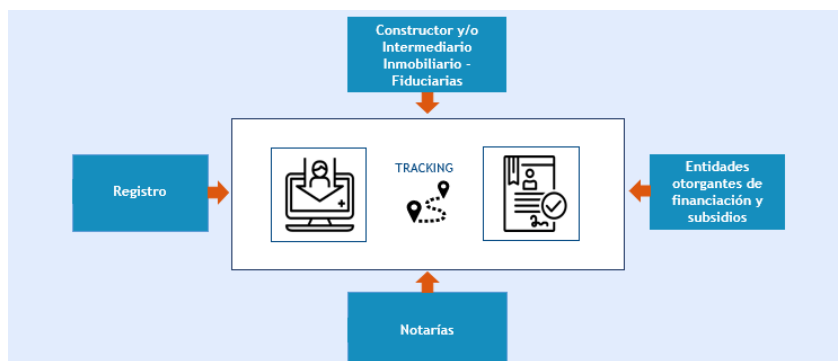 Constructor y/o
Intermediario
Inmobiliario -
Fiduciarias
TRACKING
Registro
Entidades
otorgantes de
financiación y
subsidios
Notarías